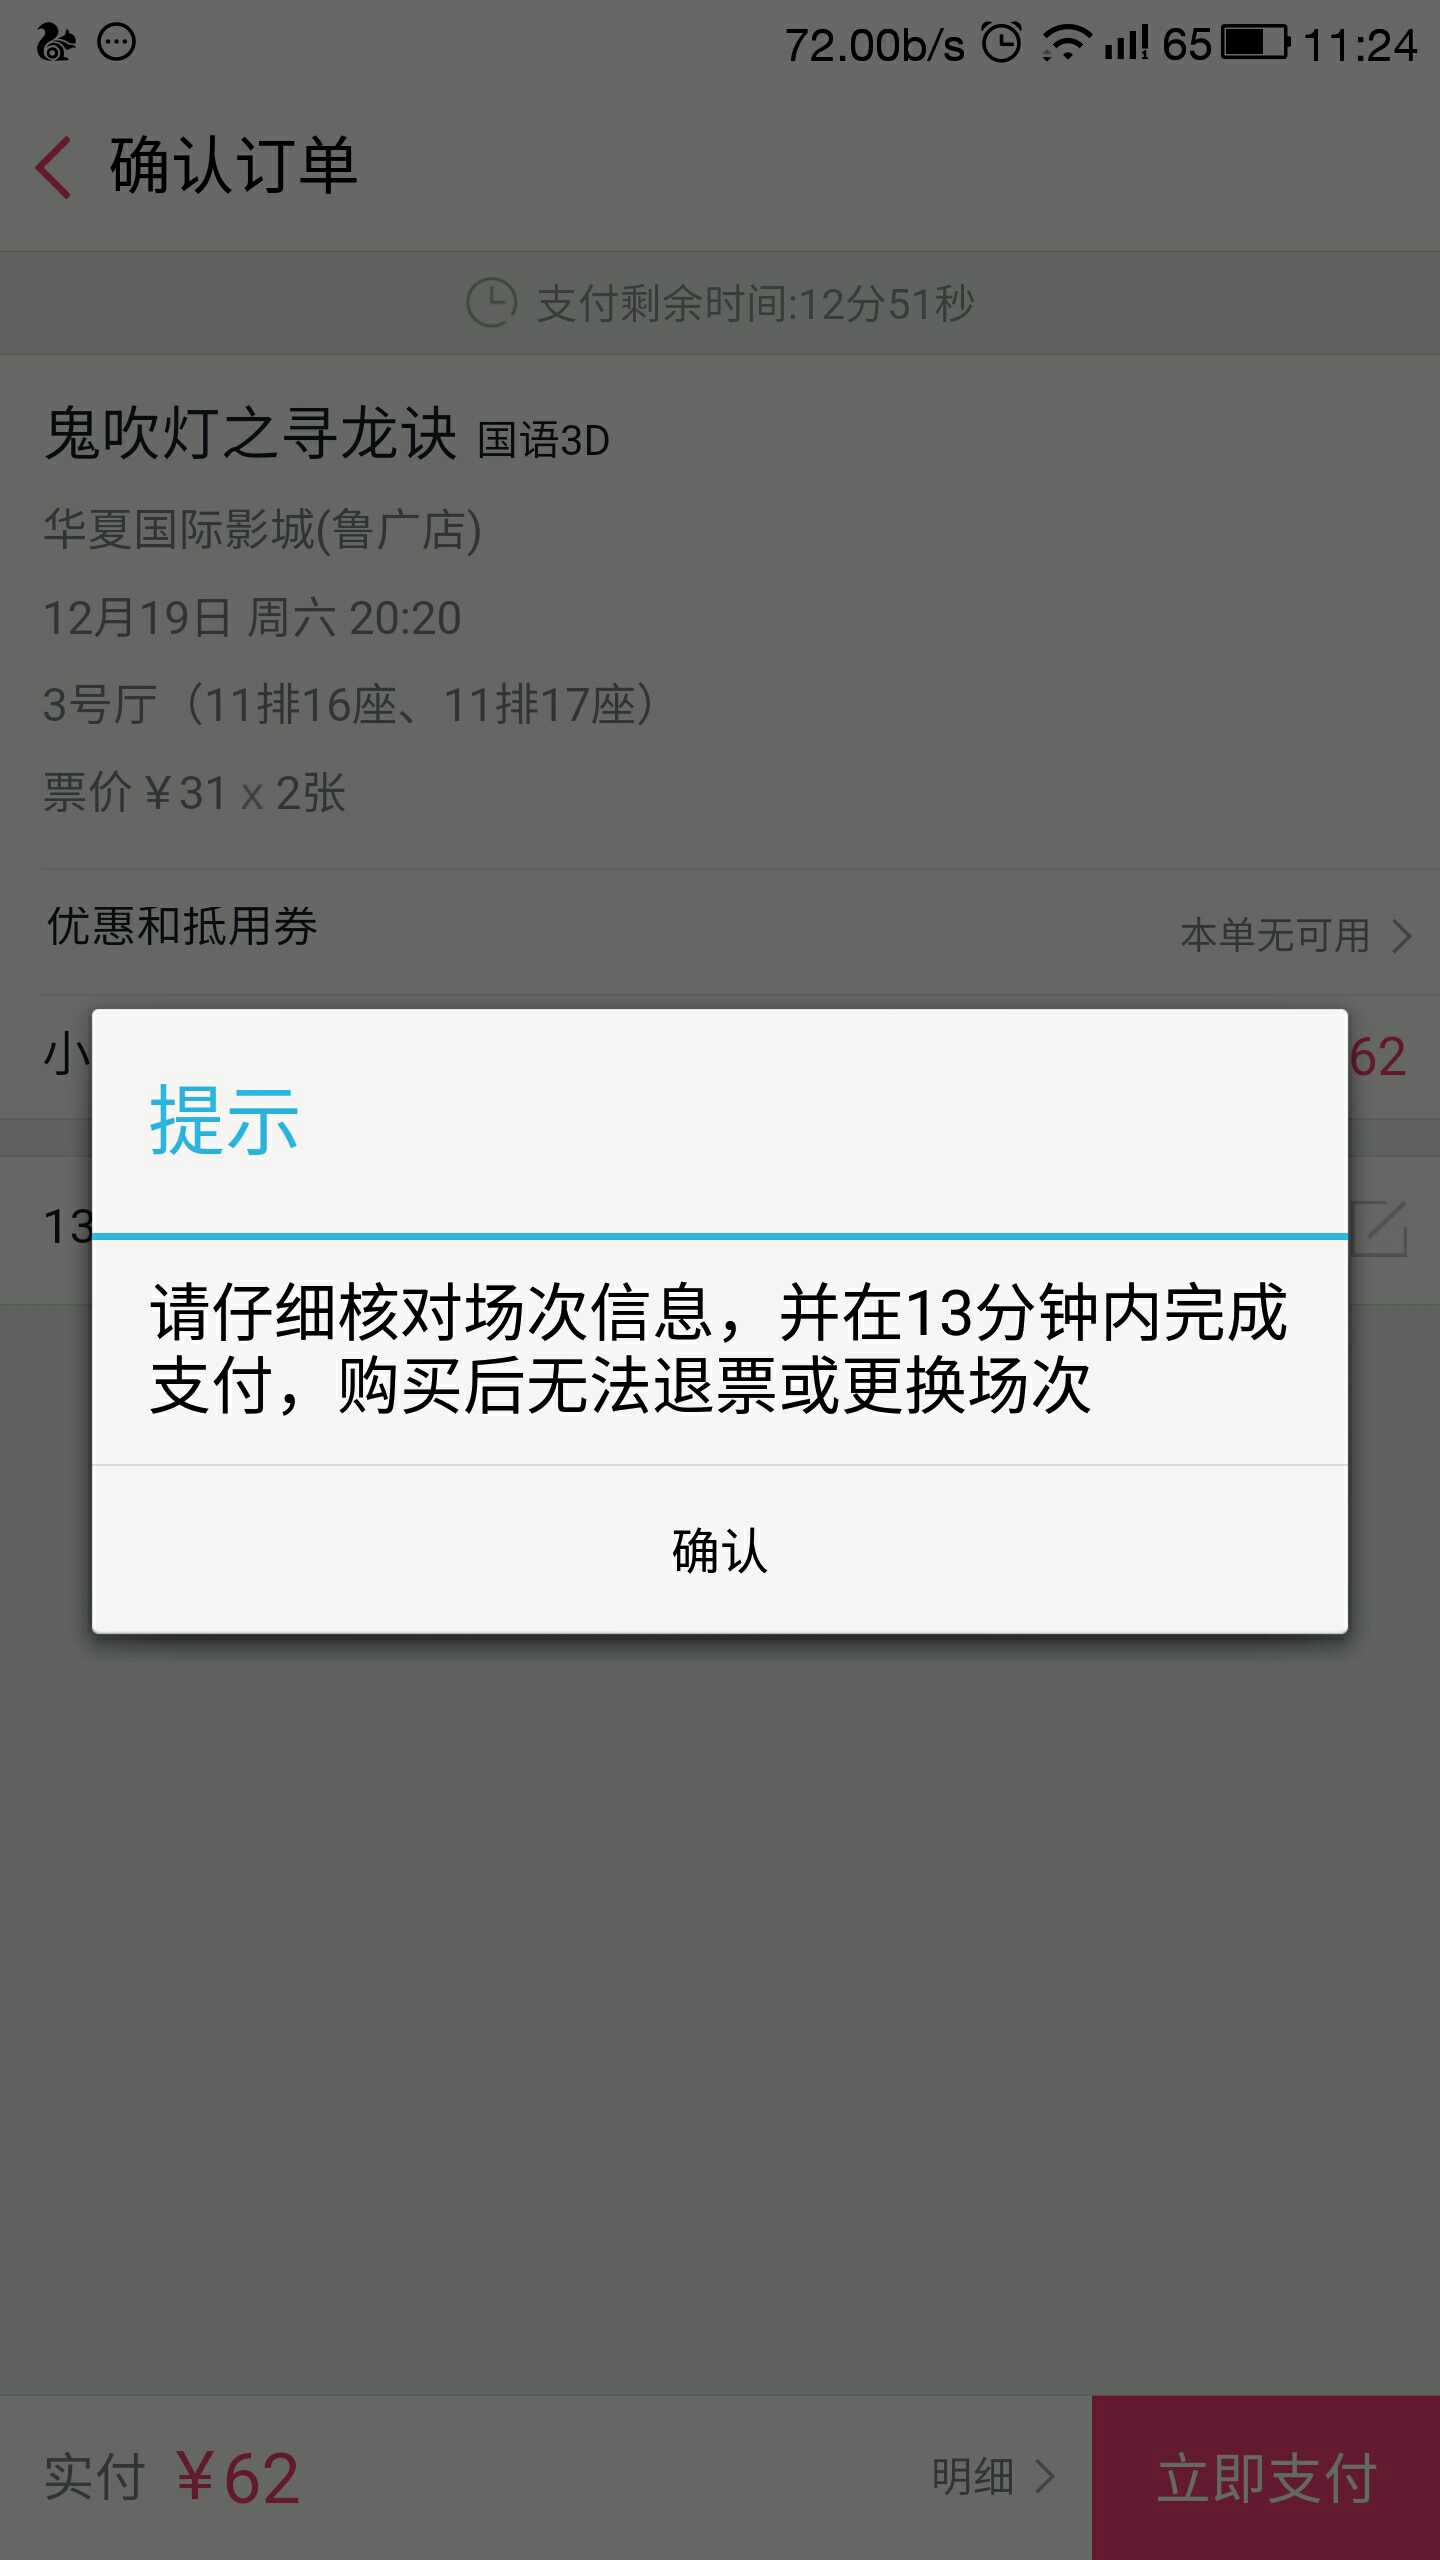 72.00b/s 65 11:24
确认订单
支付剩余时间:12分51秒
鬼吹灯之寻龙诀 国语3D
华夏国际影城(鲁广店)
12月19日 周六 20:20
3号厅（11排16座、11排17座）
票价 ¥31 x 2张
优惠和抵用券 本单无可用
小 62
提示
13
请仔细核对场次信息，并在13分钟内完成
支付，购买后无法退票或更换场次
确认
实付 ¥62 明细 立即支付